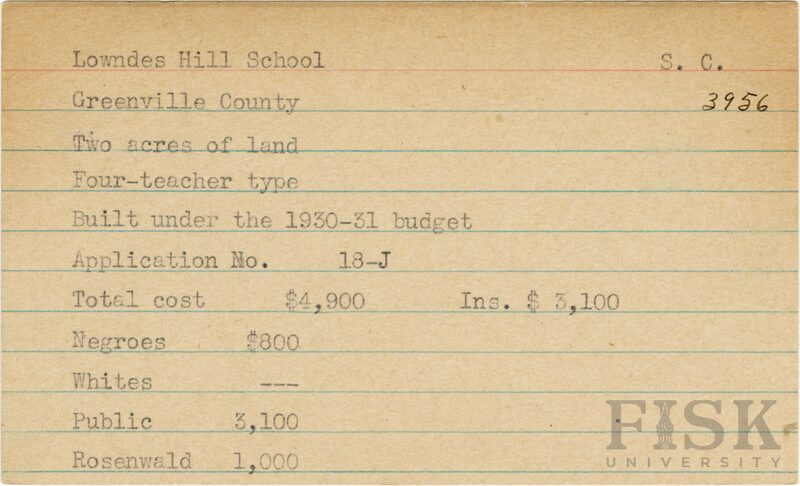 Lowndes Hill School S. C.
Greenville County 3956
Two acres of land
Four-teacher type
Built under the 1930-31 budget
Application No. 18-J
Total cost $4,900 Ins. $ 3,100
Negroes $800
Whites ---
Public 3,100
Rosenwald 1,000
FISK
UNIVERSITY